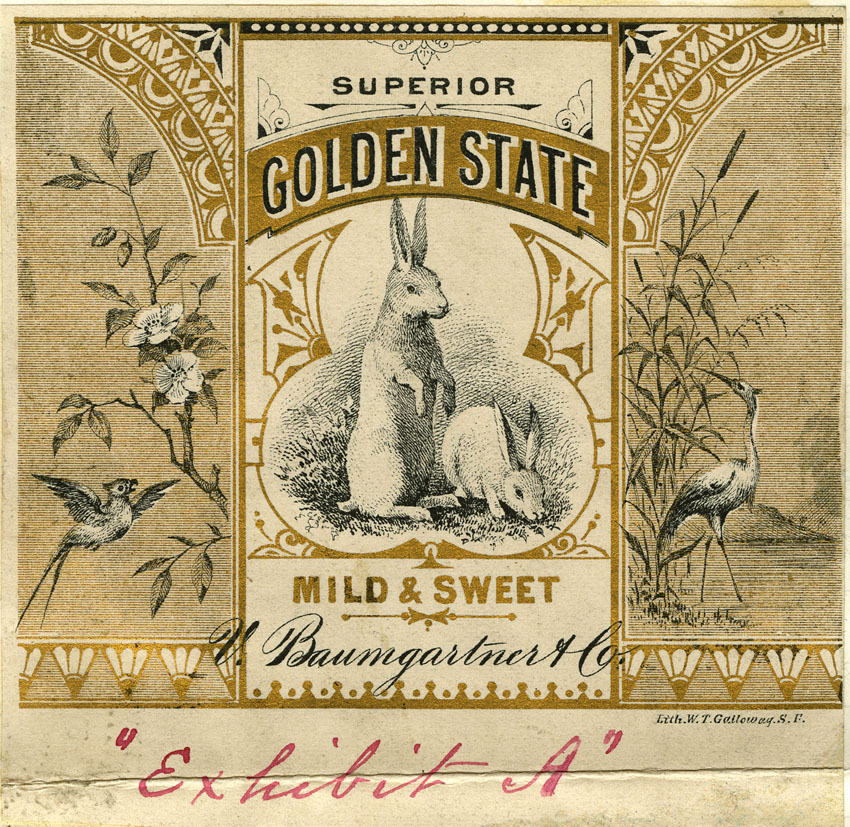 SUPERIOR
GOLDEN STATE
MILD & SWEET
V. Baumgartner & Co.
Lith. W. T. Galloway. S. F.
"Exhibit A"